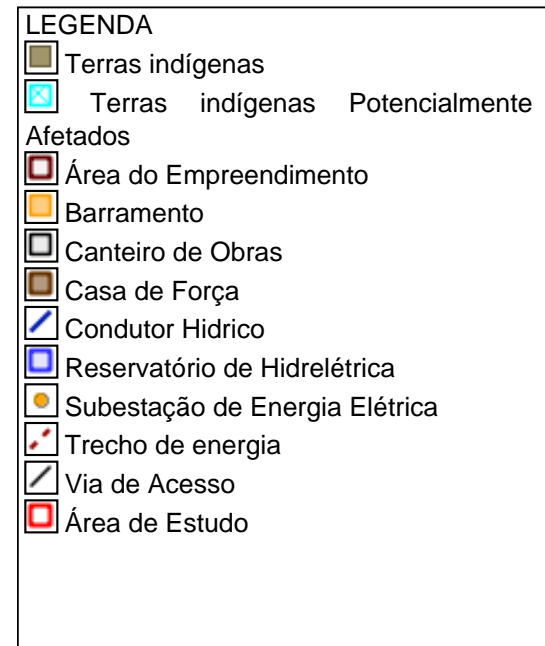 LEGENDA
Terras indígenas
Terras indígenas Potencialmente
Afetados
Área do Empreendimento
Barramento
Canteiro de Obras
Casa de Força
Condutor Hidrico
Reservatório de Hidrelétrica
Subestação de Energia Elétrica
Trecho de energia
Via de Acesso
Área de Estudo